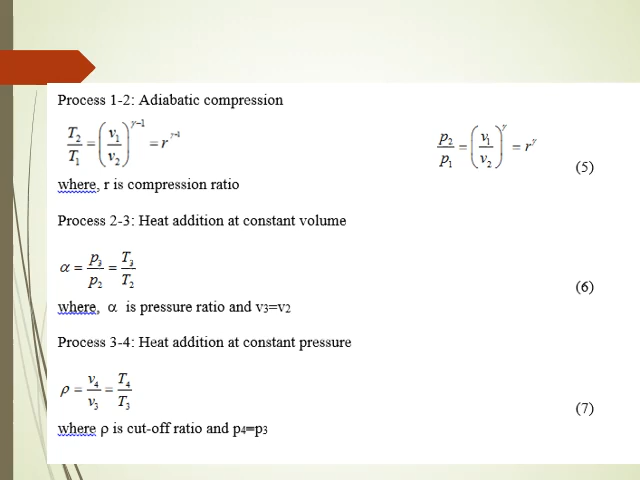 Process 1-2: Adiabatic compression
T₂/T₁ = (v₁/v₂)^(γ−1) = r^(γ−1)    p₂/p₁ = (v₁/v₂)^γ = r^γ
(5)
where, r is compression ratio
Process 2-3: Heat addition at constant volume
α = p₃/p₂ = T₃/T₂
(6)
where, α is pressure ratio and v₃=v₂
Process 3-4: Heat addition at constant pressure
ρ = v₄/v₃ = T₄/T₃
(7)
where ρ is cut-off ratio and p₄=p₃